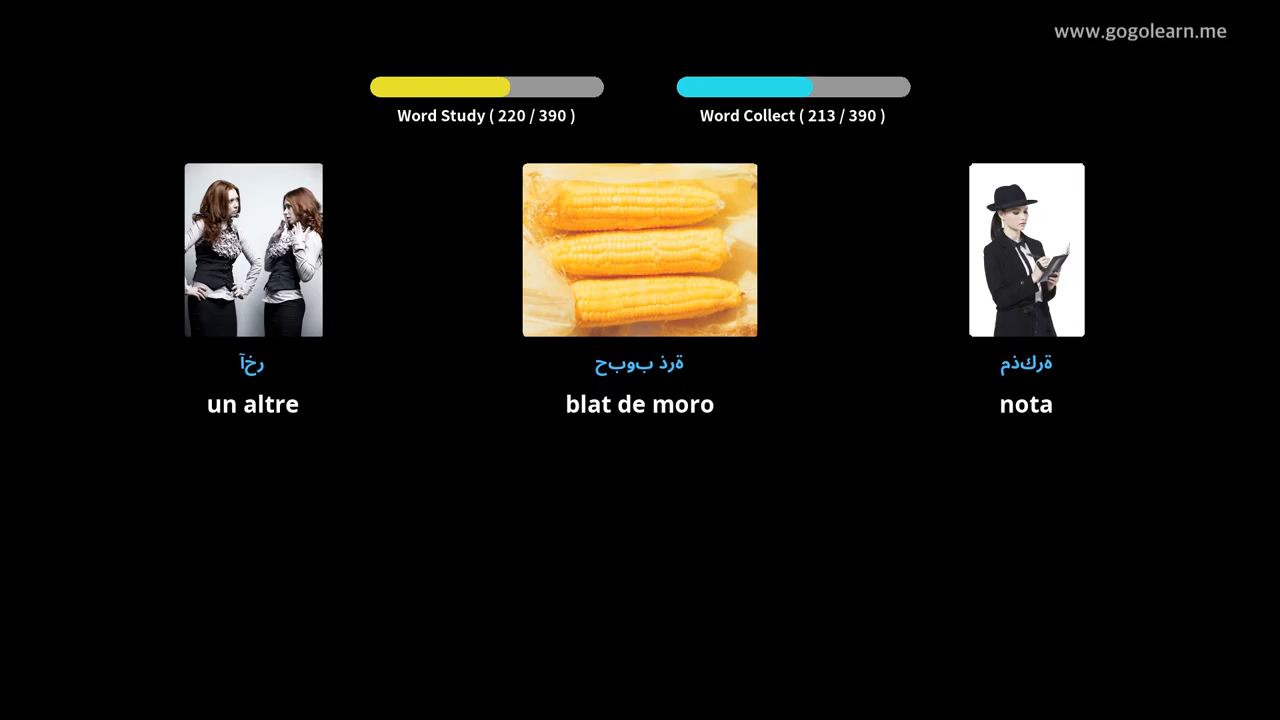 www.gogolearn.me
Word Study ( 220 / 390 )
Word Collect ( 213 / 390 )
رخآ
ةرذ بوبح
ةركذم
un altre
blat de moro
nota